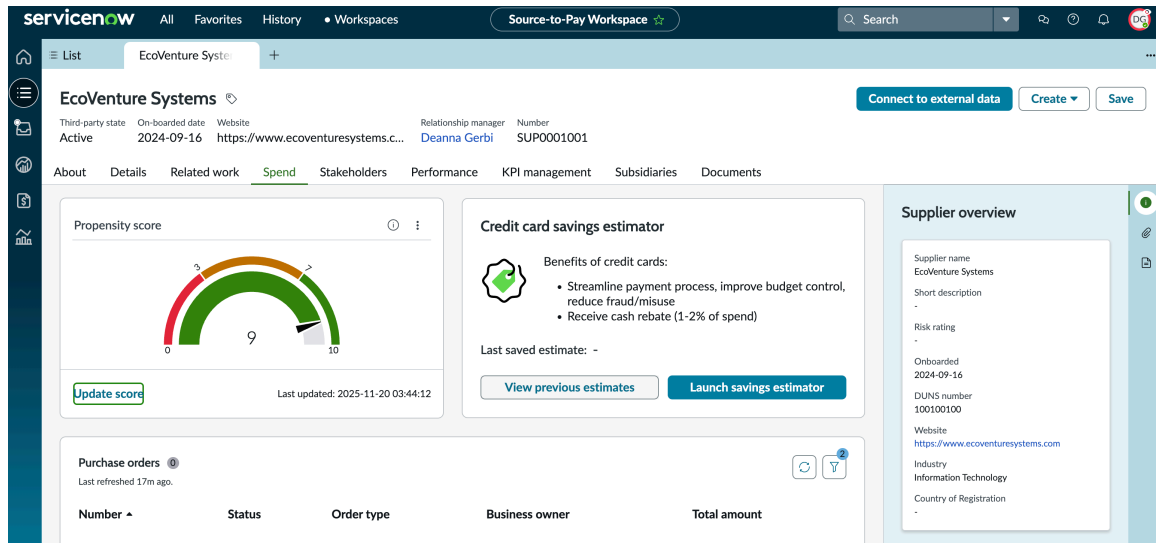 servicenow
All
Favorites
History
• Workspaces
Source-to-Pay Workspace
Search
DG
List
EcoVenture Syste
+
EcoVenture Systems
Connect to external data
Create
Save
Third-party state
On-boarded date
Website
Relationship manager
Number
Active
2024-09-16
https://www.ecoventuresystems.c...
Deanna Gerbi
SUP0001001
About
Details
Related work
Spend
Stakeholders
Performance
KPI management
Subsidiaries
Documents
Propensity score
0
3
7
10
9
Update score
Last updated: 2025-11-20 03:44:12
Credit card savings estimator
Benefits of credit cards:
• Streamline payment process, improve budget control,
reduce fraud/misuse
• Receive cash rebate (1-2% of spend)
Last saved estimate: -
View previous estimates
Launch savings estimator
Purchase orders 0
Last refreshed 17m ago.
2
Number
Status
Order type
Business owner
Total amount
Supplier overview
Supplier name
EcoVenture Systems
Short description
-
Risk rating
-
Onboarded
2024-09-16
DUNS number
100100100
Website
https://www.ecoventuresystems.com
Industry
Information Technology
Country of Registration
-